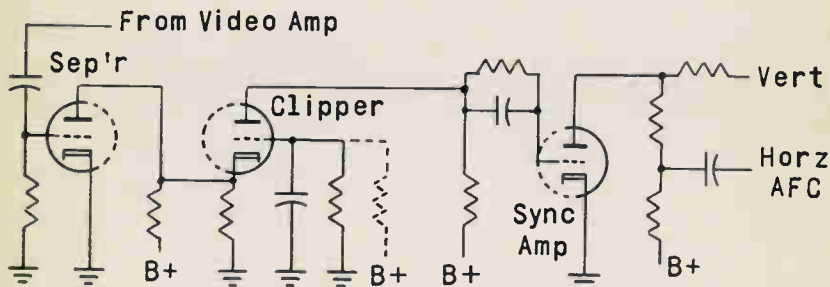 From Video Amp
Sep'r
Clipper
Vert
Horz
AFC
Sync
Amp
B+
B+
B+
B+